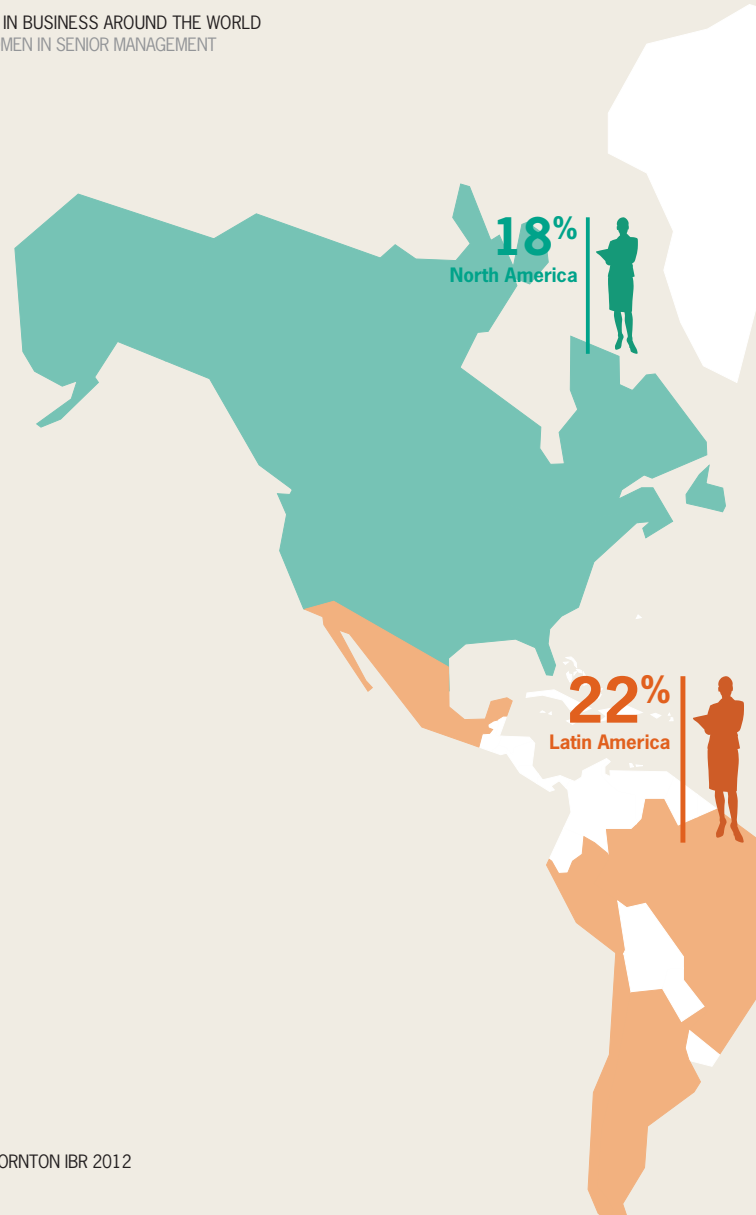 IN BUSINESS AROUND THE WORLD
MEN IN SENIOR MANAGEMENT
18%
North America
22%
Latin America
ORNTON IBR 2012